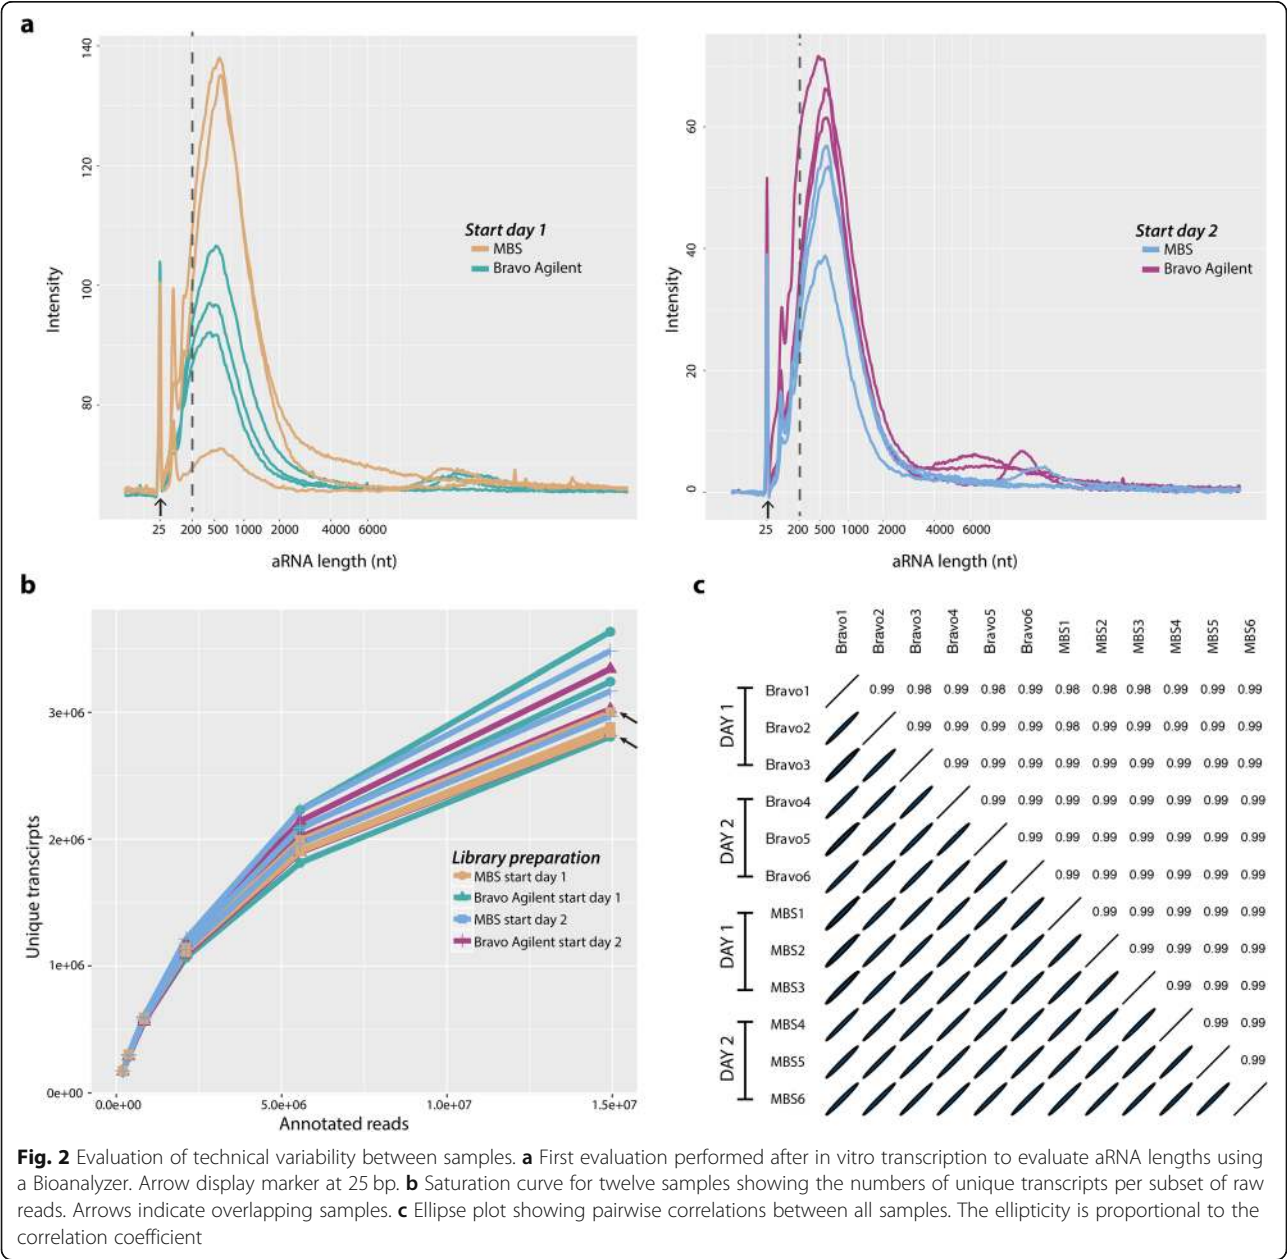 a
140
120
100
80
Intensity
Start day 1
MBS
Bravo Agilent
25 200 500 1000 2000 4000 6000
aRNA length (nt)
60
40
20
0
Intensity
Start day 2
MBS
Bravo Agilent
25 200 500 1000 2000 4000 6000
aRNA length (nt)
b
3e+06
2e+06
1e+06
0e+00
Unique transcirpts
Library preparation
MBS start day 1
Bravo Agilent start day 1
MBS start day 2
Bravo Agilent start day 2
0.0e+00 5.0e+06 1.0e+07 1.5e+07
Annotated reads
c
Bravo1 Bravo2 Bravo3 Bravo4 Bravo5 Bravo6 MBS1 MBS2 MBS3 MBS4 MBS5 MBS6
DAY 1
Bravo1 0.99 0.98 0.99 0.98 0.99 0.98 0.98 0.98 0.99 0.99 0.99
Bravo2 0.99 0.99 0.99 0.99 0.98 0.99 0.99 0.99 0.99 0.99
Bravo3 0.99 0.99 0.99 0.99 0.99 0.99 0.99 0.99 0.99
DAY 2
Bravo4 0.99 0.99 0.99 0.99 0.99 0.99 0.99 0.99
Bravo5 0.99 0.99 0.99 0.99 0.99 0.99 0.99
Bravo6 0.99 0.99 0.99 0.99 0.99 0.99
DAY 1
MBS1 0.99 0.99 0.99 0.99 0.99
MBS2 0.99 0.99 0.99 0.99
MBS3 0.99 0.99 0.99
DAY 2
MBS4 0.99 0.99
MBS5 0.99
MBS6
Fig. 2 Evaluation of technical variability between samples. a First evaluation performed after in vitro transcription to evaluate aRNA lengths using
a Bioanalyzer. Arrow display marker at 25 bp. b Saturation curve for twelve samples showing the numbers of unique transcripts per subset of raw
reads. Arrows indicate overlapping samples. c Ellipse plot showing pairwise correlations between all samples. The ellipticity is proportional to the
correlation coefficient